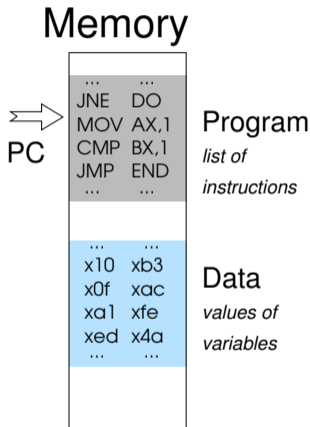 Memory
... ...
JNE DO
MOV AX,1
CMP BX,1
JMP END
... ...
PC
Program
list of
instructions
... ...
x10 xb3
x0f xac
xa1 xfe
xed x4a
... ...
Data
values of
variables